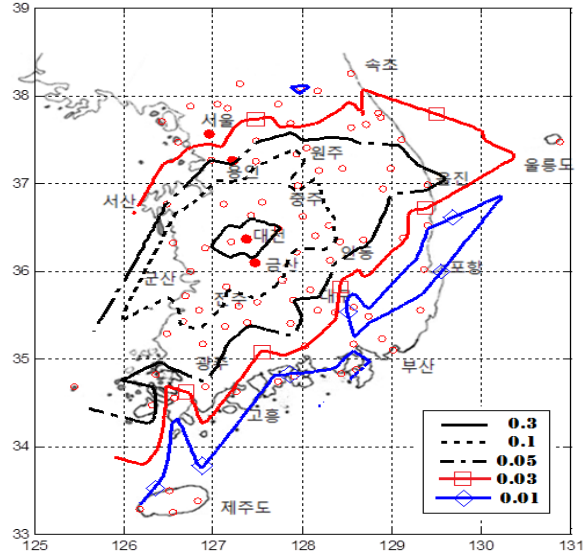 39
속초
38
서울
원주
울릉도
용인
37
울진
충주
서산
대전
안동
금산
36
군산
포항
전주
대구
35
광주
부산
고흥
0.3
0.1
34
0.05
0.03
0.01
제주도
33
125 126 127 128 129 130 131